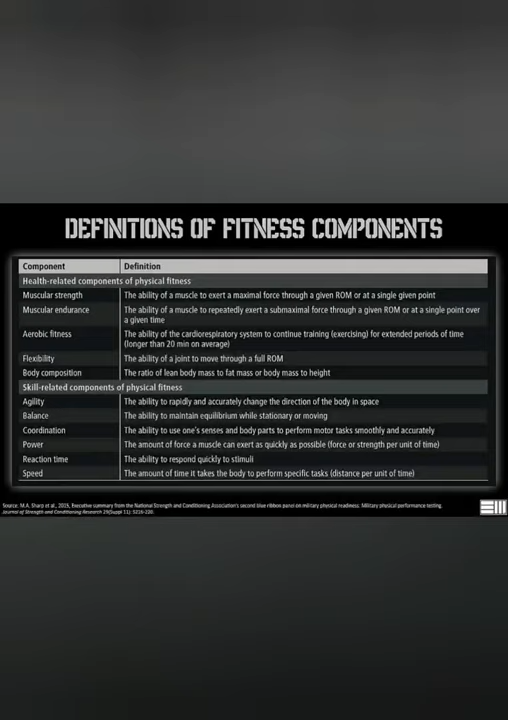 DEFINITIONS OF FITNESS COMPONENTS
Component Definition
Health-related components of physical fitness
Muscular strength The ability of a muscle to exert a maximal force through a given ROM or at a single given point
Muscular endurance The ability of a muscle to repeatedly exert a submaximal force through a given ROM or at a single point over
a given time
Aerobic fitness The ability of the cardiorespiratory system to continue training (exercising) for extended periods of time
(longer than 20 min on average)
Flexibility The ability of a joint to move through a full ROM
Body composition The ratio of lean body mass to fat mass or body mass to height
Skill-related components of physical fitness
Agility The ability to rapidly and accurately change the direction of the body in space
Balance The ability to maintain equilibrium while stationary or moving
Coordination The ability to use one's senses and body parts to perform motor tasks smoothly and accurately
Power The amount of force a muscle can exert as quickly as possible (force or strength per unit of time)
Reaction time The ability to respond quickly to stimuli
Speed The amount of time it takes the body to perform specific tasks (distance per unit of time)
Source: M.A. Sharp et al., 2015, Executive summary from the National Strength and Conditioning Association's second blue ribbon panel on military physical readiness: Military physical performance testing.
Journal of Strength and Conditioning Research 29(Suppl 11): S216-220.